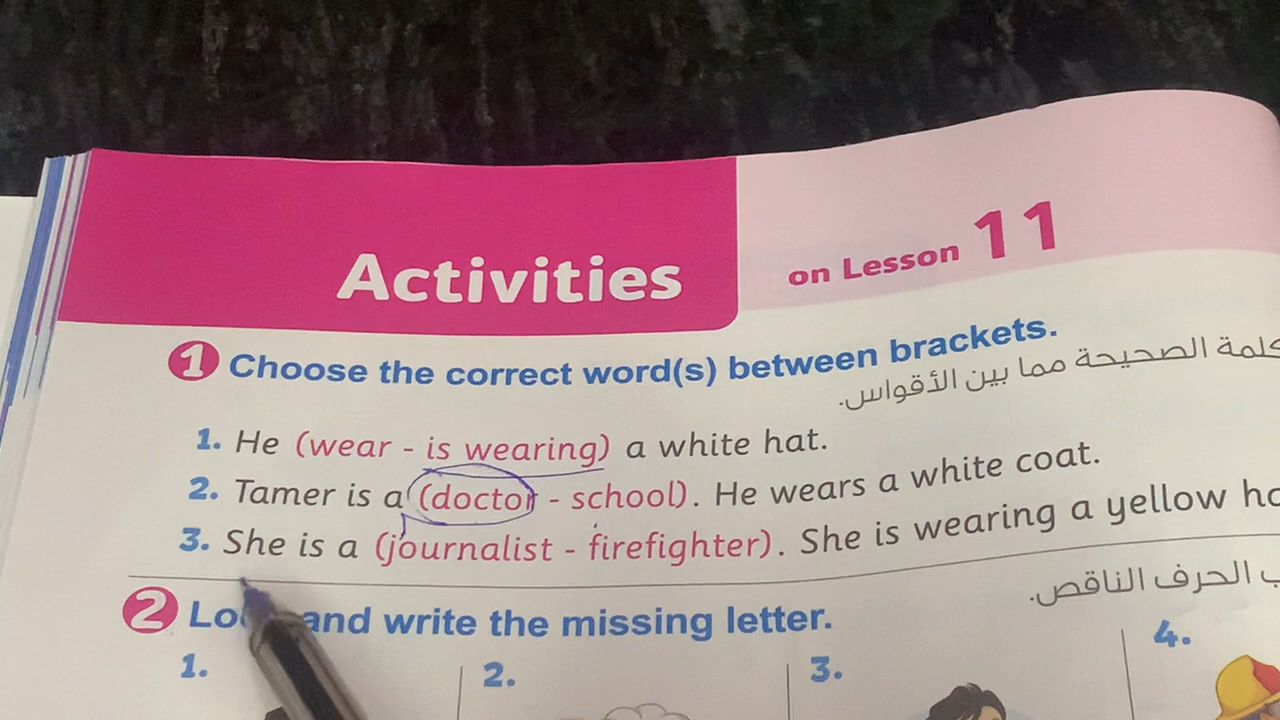 Activities
on Lesson 11
1 Choose the correct word(s) between brackets.
الصحيحة مما بين الأقواس.
1. He (wear - is wearing) a white hat.
2. Tamer is a (doctor - school). He wears a white coat.
3. She is a (journalist - firefighter). She is wearing a yellow
الحرف الناقص.
2 and write the missing letter.
1.
2.
3.
4.